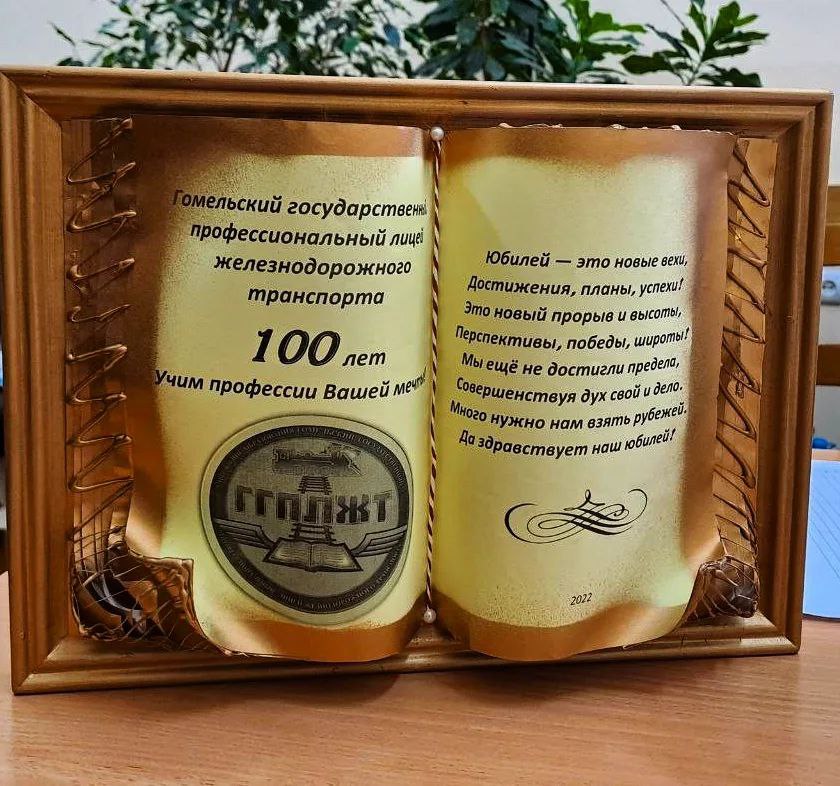 Гомельский государственный
профессиональный лицей
железнодорожного
транспорта
100 лет
Учим профессии Вашей мечты!
ГГПЛЖТ
Юбилей — это новые вехи,
Достижения, планы, успехи!
Это новый прорыв и высоты,
Перспективы, победы, широты!
Мы ещё не достигли предела,
Совершенствуя дух свой и дело.
Много нужно нам взять рубежей.
Да здравствует наш юбилей!
2022